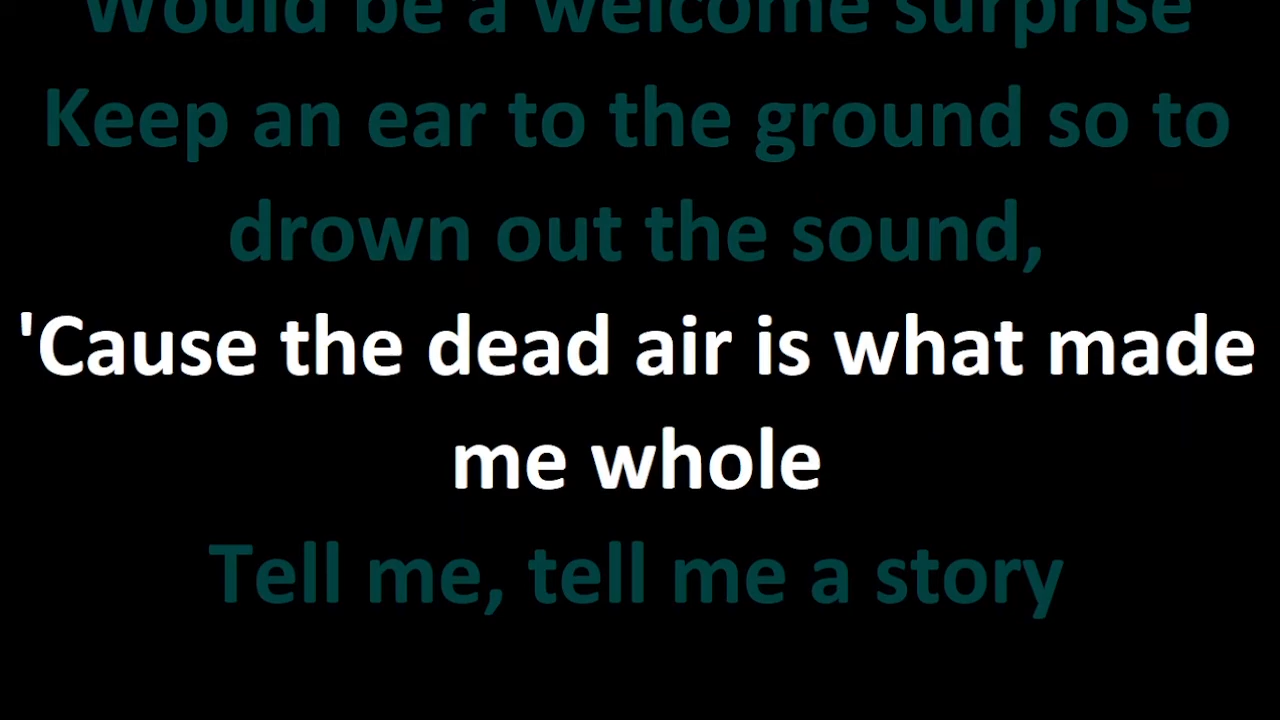 Would be a welcome surprise
Keep an ear to the ground so to
drown out the sound,
'Cause the dead air is what made
me whole
Tell me, tell me a story